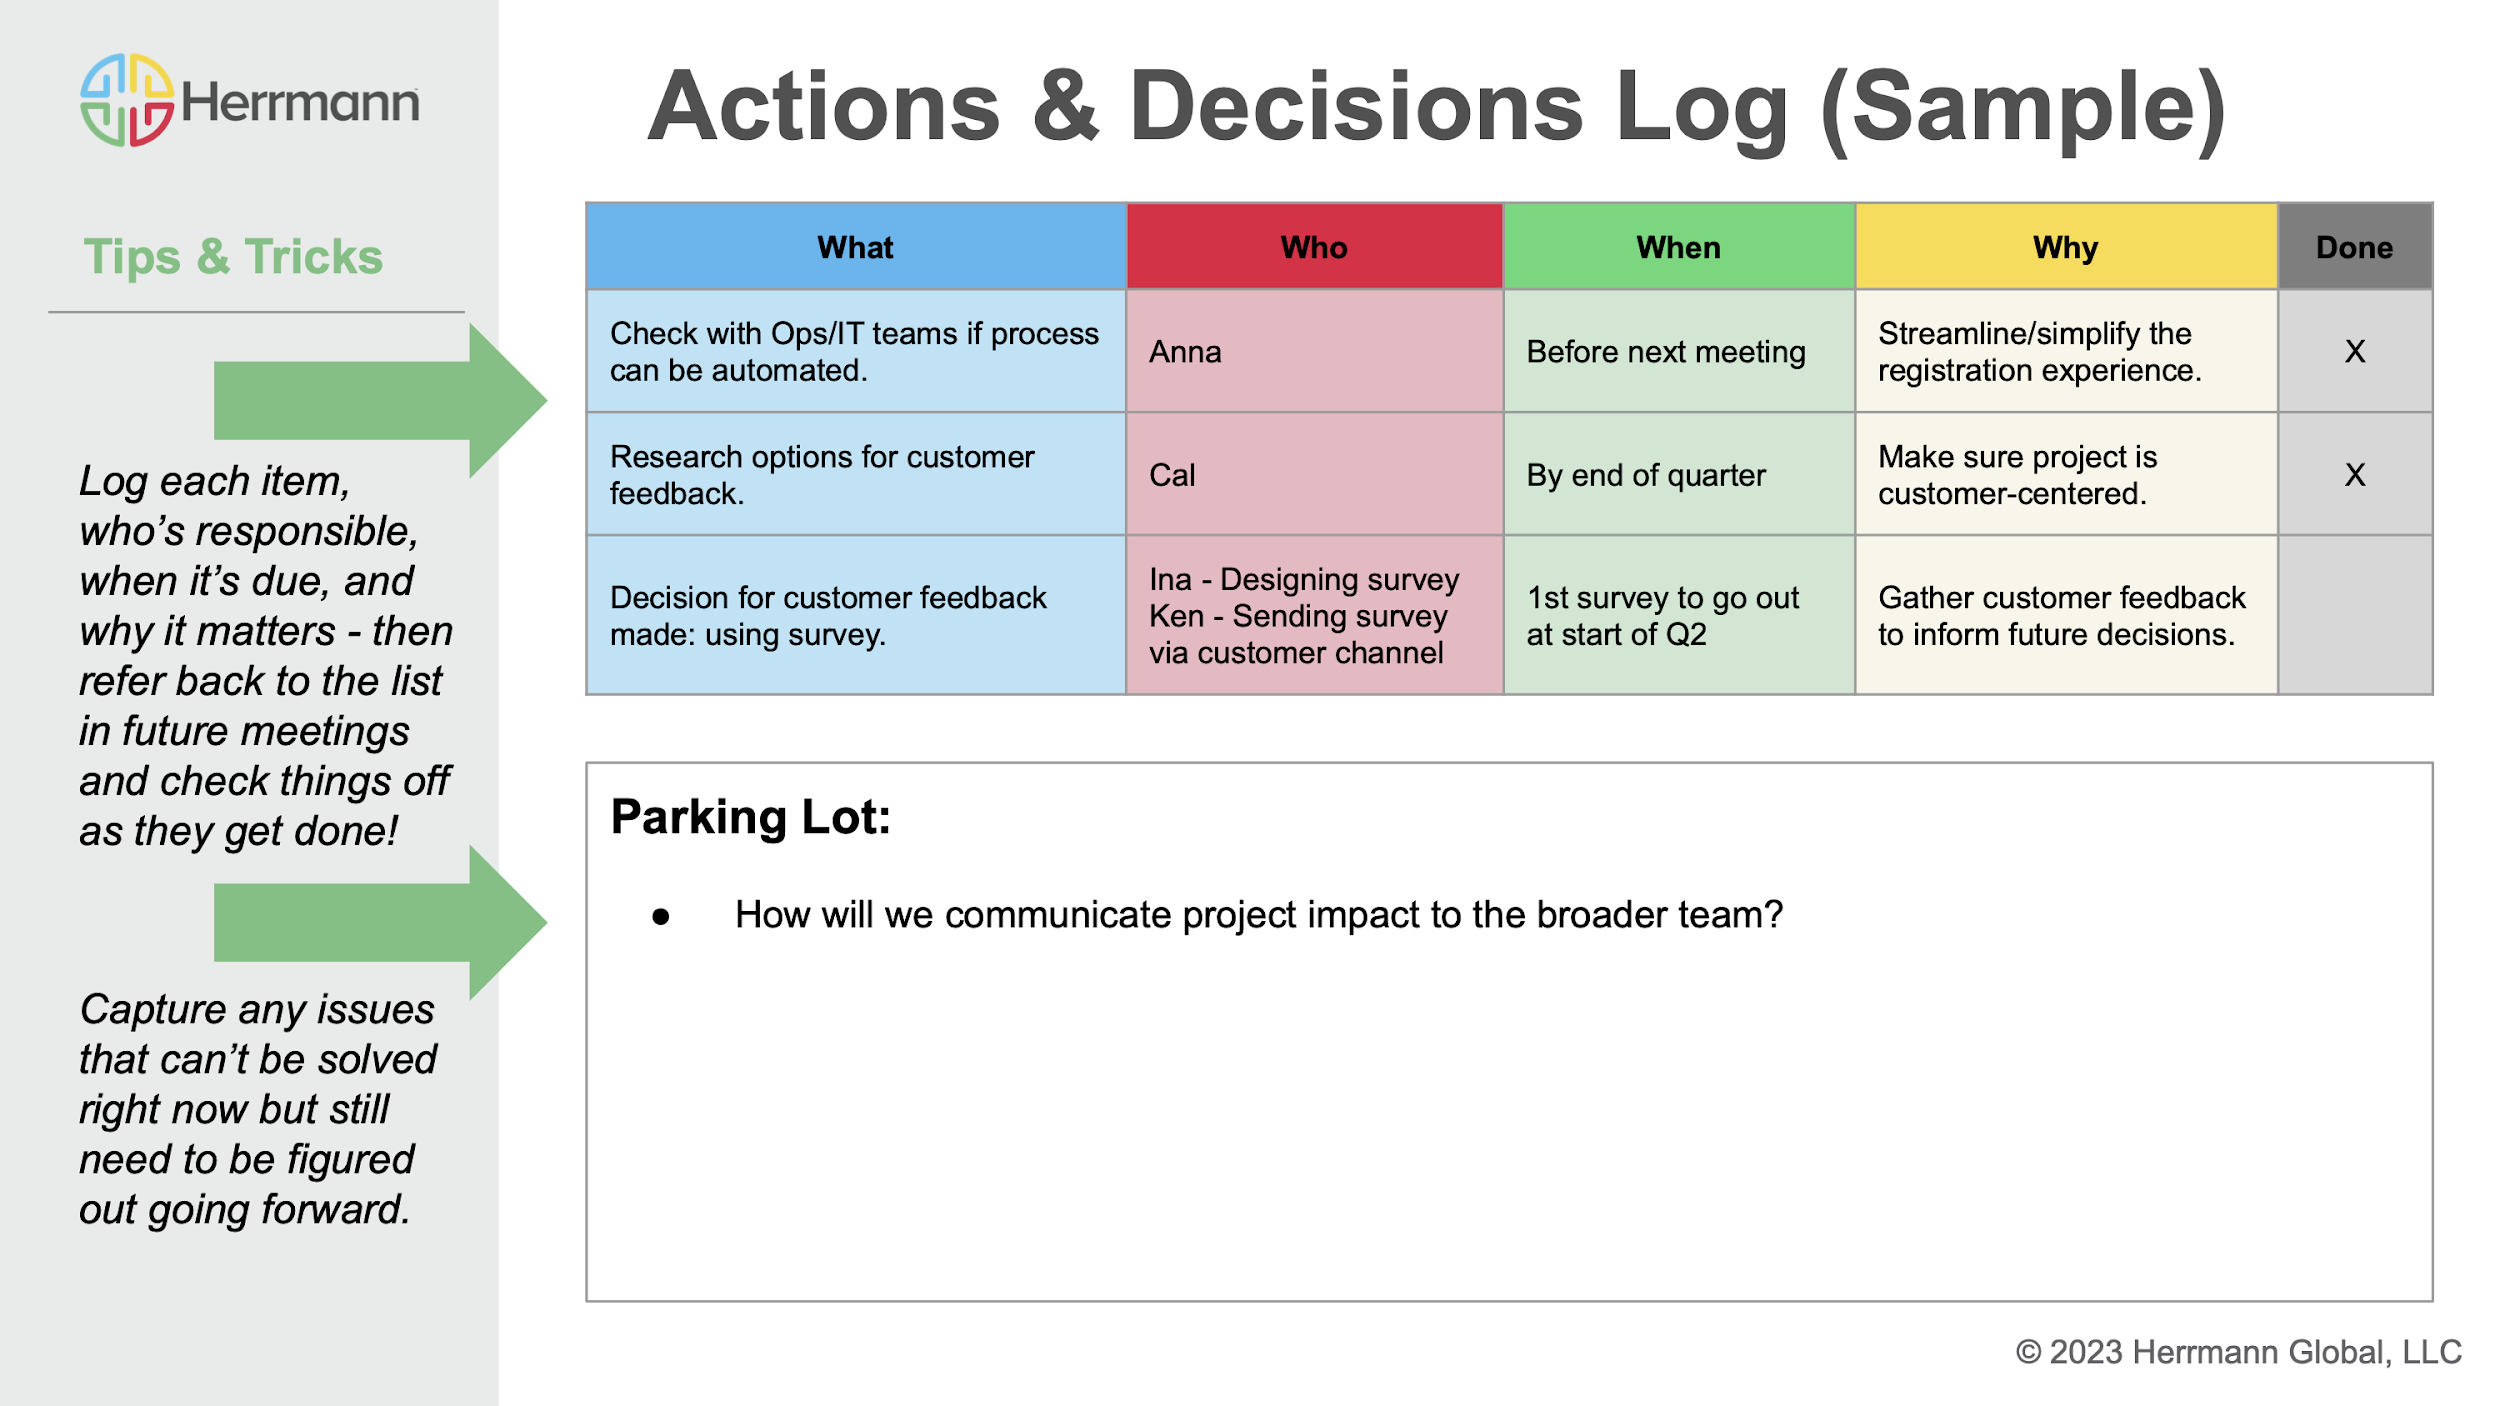 Herrmann
Actions & Decisions Log (Sample)
Tips & Tricks
Log each item,
who’s responsible,
when it’s due, and
why it matters - then
refer back to the list
in future meetings
and check things off
as they get done!
Capture any issues
that can’t be solved
right now but still
need to be figured
out going forward.
What
Who
When
Why
Done
Check with Ops/IT teams if process
can be automated.
Anna
Before next meeting
Streamline/simplify the
registration experience.
X
Research options for customer
feedback.
Cal
By end of quarter
Make sure project is
customer-centered.
X
Decision for customer feedback
made: using survey.
Ina - Designing survey
Ken - Sending survey
via customer channel
1st survey to go out
at start of Q2
Gather customer feedback
to inform future decisions.
Parking Lot:
● How will we communicate project impact to the broader team?
© 2023 Herrmann Global, LLC